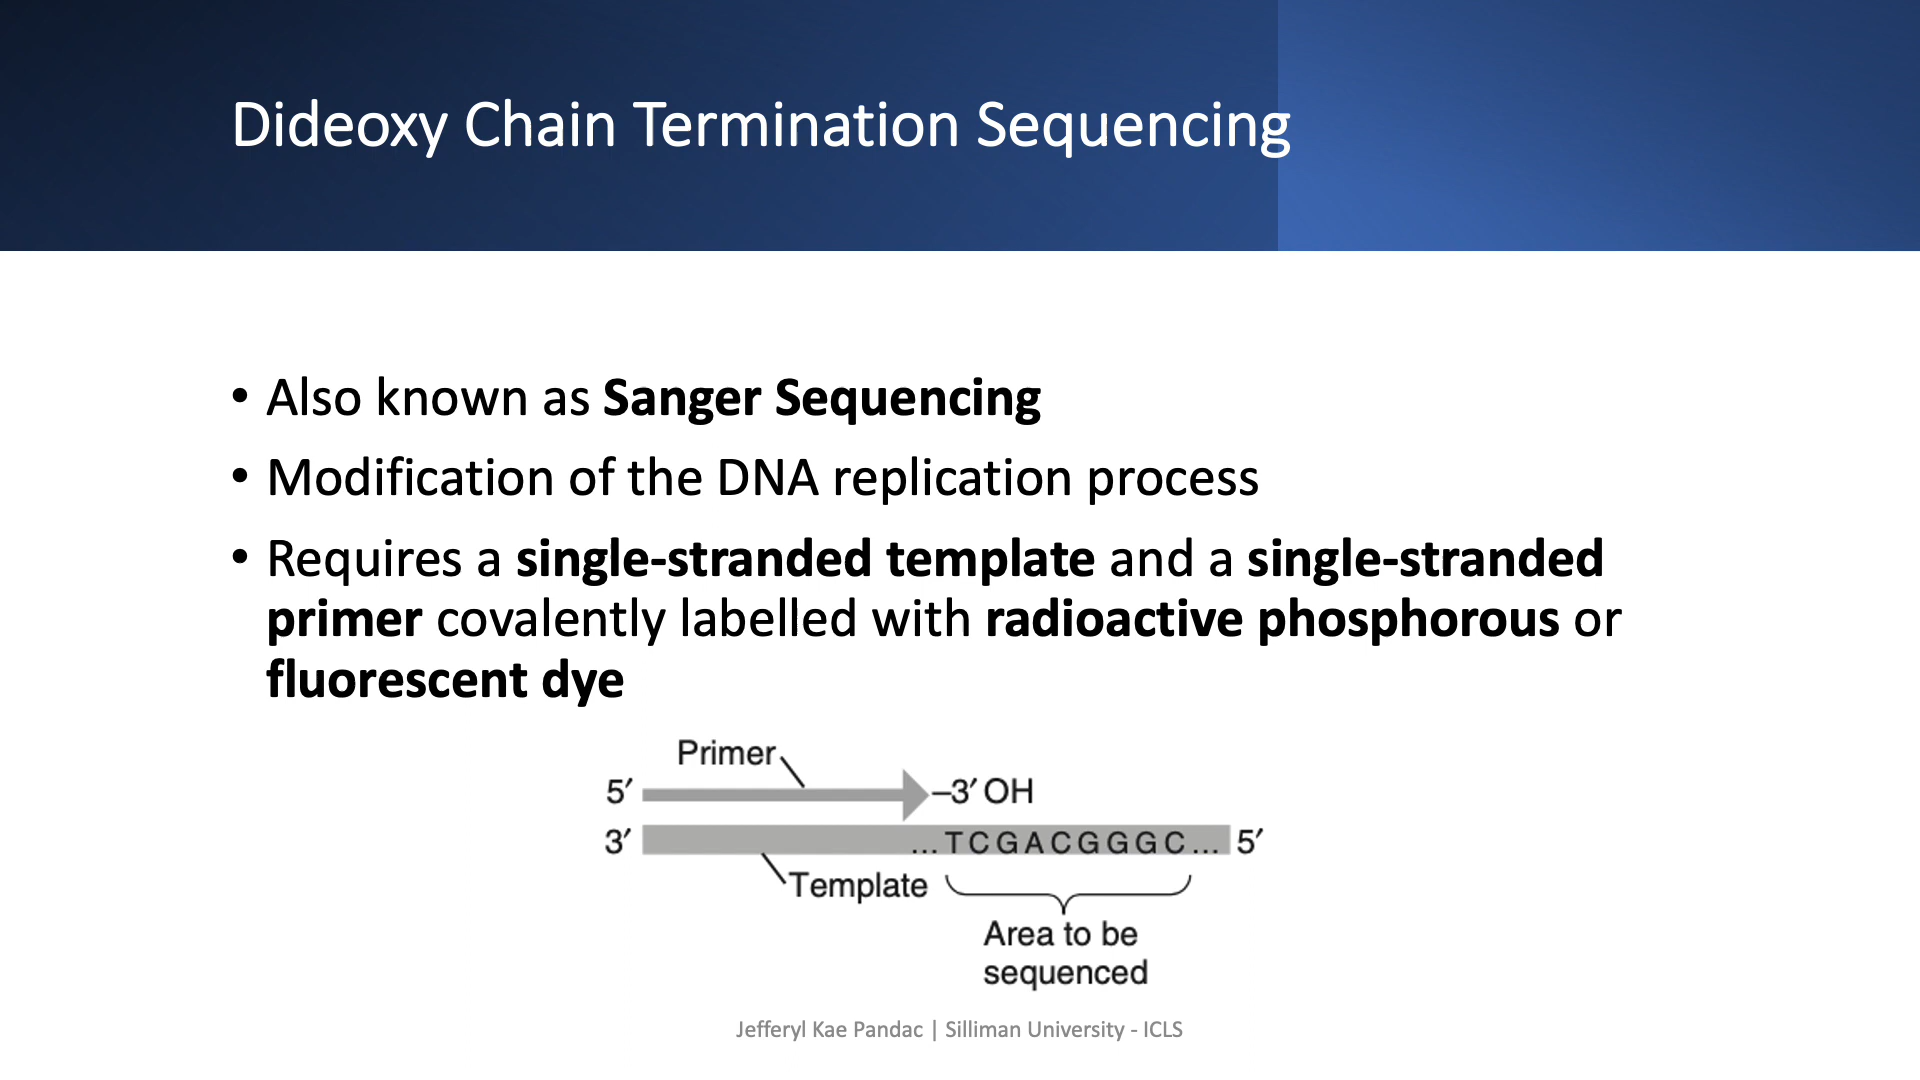 Dideoxy Chain Termination Sequencing
• Also known as Sanger Sequencing
• Modification of the DNA replication process
• Requires a single-stranded template and a single-stranded
primer covalently labelled with radioactive phosphorous or
fluorescent dye
Primer
5′ –3′ OH
3′ ...TCGACGGGC... 5′
Template
Area to be
sequenced
Jefferyl Kae Pandac | Silliman University - ICLS